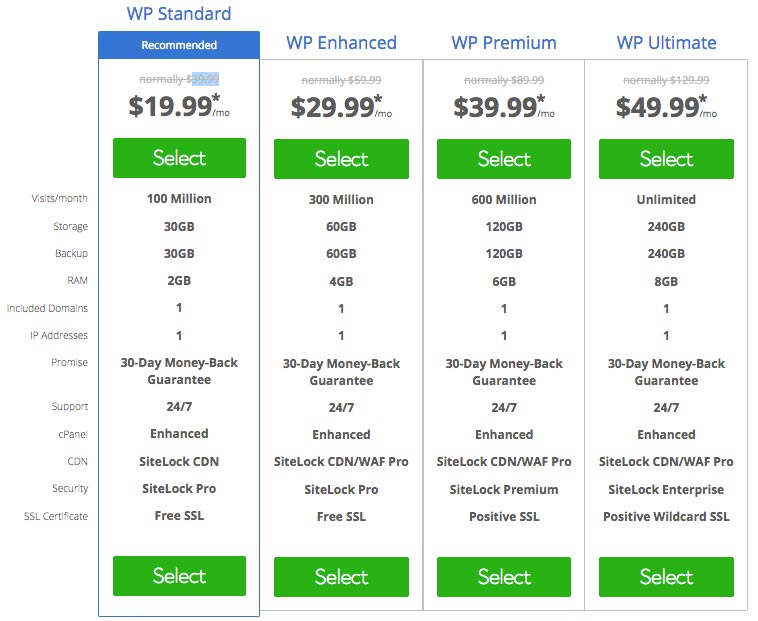 WP Standard
Recommended WP Enhanced WP Premium WP Ultimate
normally $39.99 normally $59.99 normally $89.99 normally $129.99
$19.99*/mo $29.99*/mo $39.99*/mo $49.99*/mo
Select Select Select Select
Visits/month 100 Million 300 Million 600 Million Unlimited
Storage 30GB 60GB 120GB 240GB
Backup 30GB 60GB 120GB 240GB
RAM 2GB 4GB 6GB 8GB
Included Domains 1 1 1 1
IP Addresses 1 1 1 1
Promise 30-Day Money-Back 30-Day Money-Back 30-Day Money-Back 30-Day Money-Back
Guarantee Guarantee Guarantee Guarantee
Support 24/7 24/7 24/7 24/7
cPanel Enhanced Enhanced Enhanced Enhanced
CDN SiteLock CDN SiteLock CDN/WAF Pro SiteLock CDN/WAF Pro SiteLock CDN/WAF Pro
Security SiteLock Pro SiteLock Pro SiteLock Premium SiteLock Enterprise
SSL Certificate Free SSL Free SSL Positive SSL Positive Wildcard SSL
Select Select Select Select